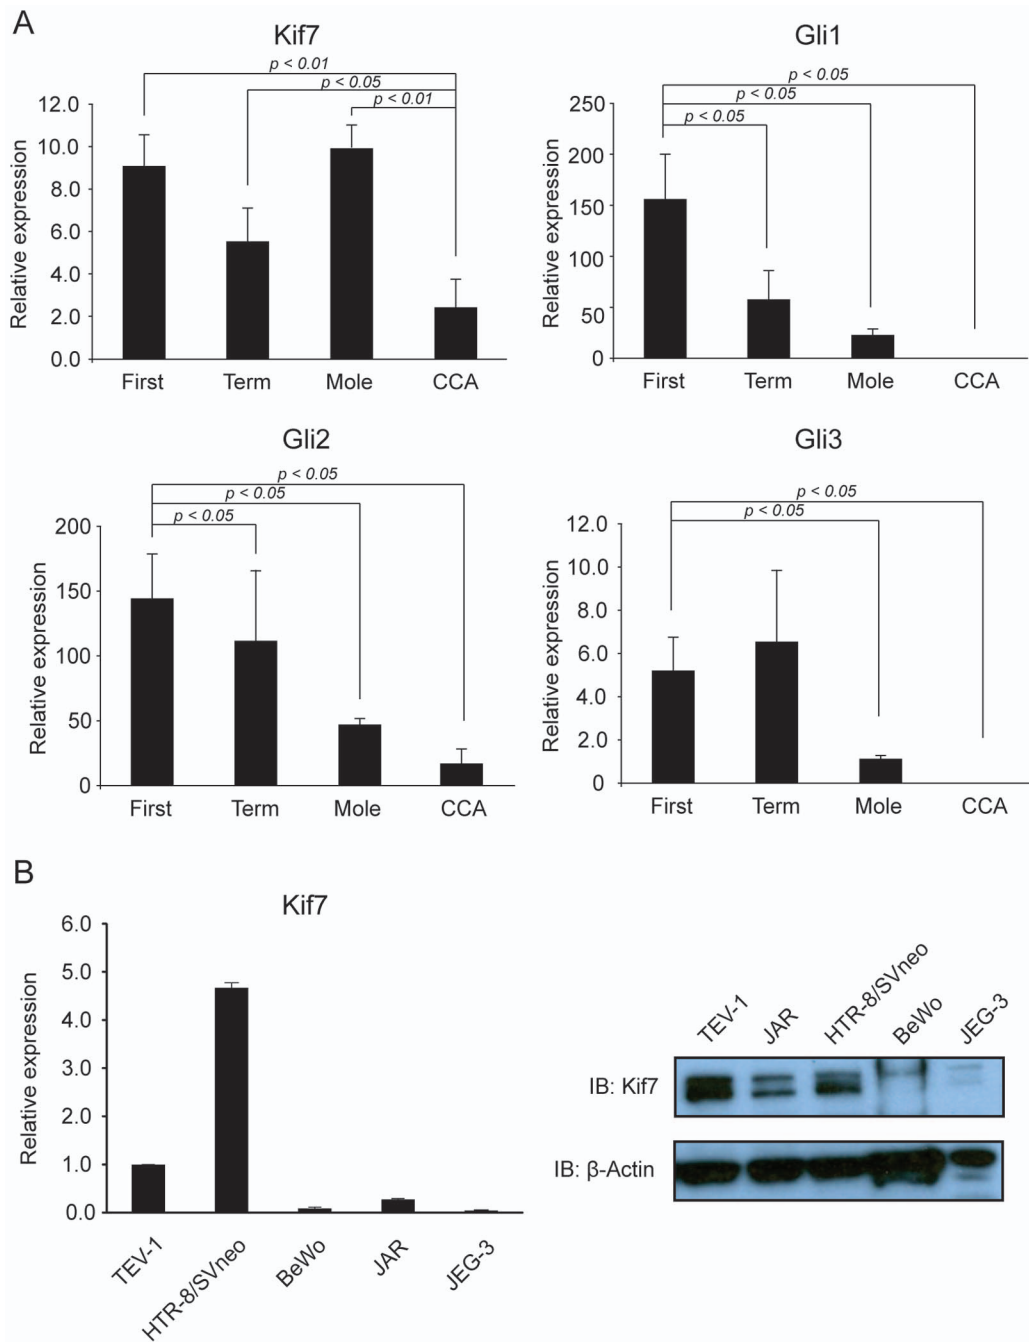 A
Kif7
p < 0.01
p < 0.05
p < 0.01
Relative expression
12.0
10.0
8.0
6.0
4.0
2.0
0.0
First Term Mole CCA
Gli1
p < 0.05
p < 0.05
p < 0.05
Relative expression
250
200
150
100
50
0
First Term Mole CCA
Gli2
p < 0.05
p < 0.05
p < 0.05
Relative expression
200
150
100
50
0
First Term Mole CCA
Gli3
p < 0.05
p < 0.05
Relative expression
12.0
10.0
8.0
6.0
4.0
2.0
0
First Term Mole CCA
B
Kif7
Relative expression
6.0
5.0
4.0
3.0
2.0
1.0
0.0
TEV-1 HTR-8/SVneo BeWo JAR JEG-3
TEV-1 JAR HTR-8/SVneo BeWo JEG-3
IB: Kif7
IB: β-Actin